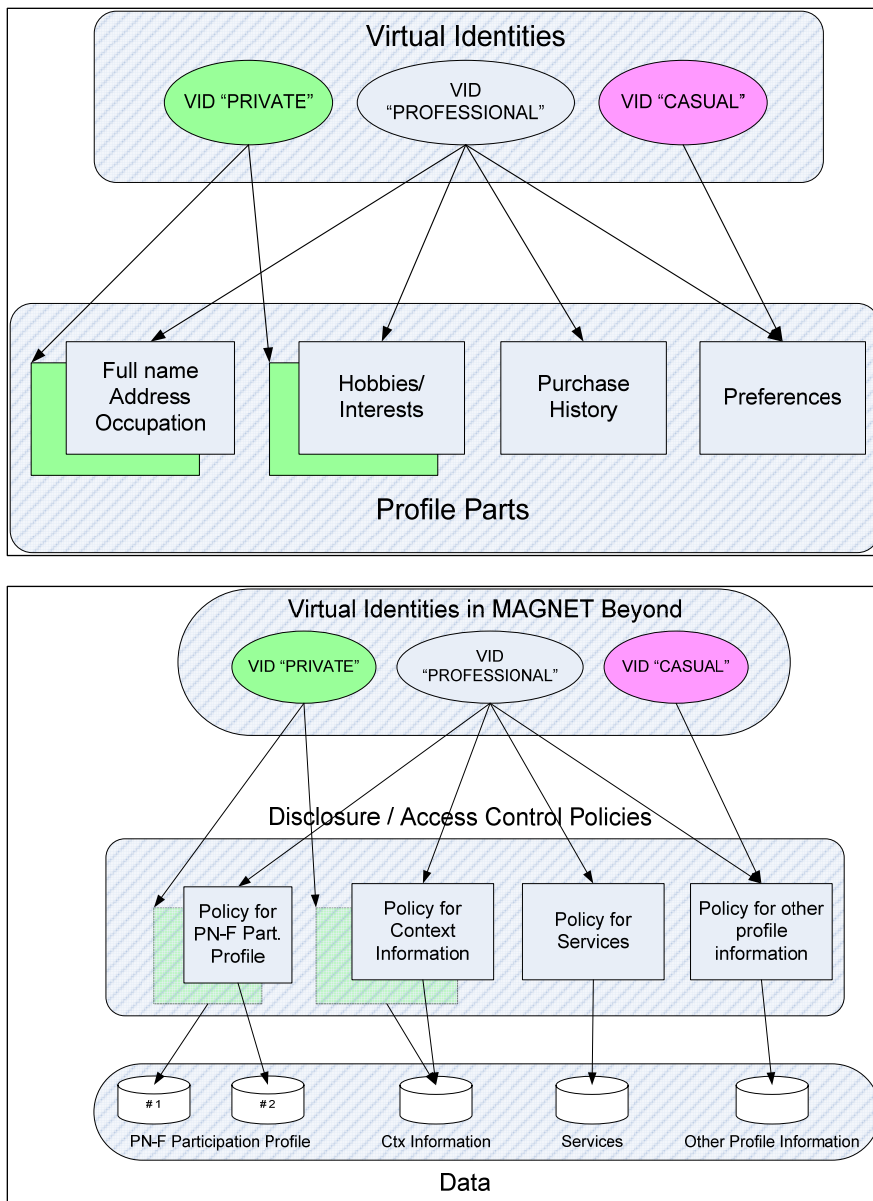 Virtual Identities
VID “PRIVATE”
VID
“PROFESSIONAL”
VID “CASUAL”
Full name
Address
Occupation
Hobbies/
Interests
Purchase
History
Preferences
Profile Parts
Virtual Identities in MAGNET Beyond
VID “PRIVATE”
VID
“PROFESSIONAL”
VID “CASUAL”
Disclosure / Access Control Policies
Policy for
PN-F Part.
Profile
Policy for
Context
Information
Policy for
Services
Policy for other
profile
information
#1
#2
PN-F Participation Profile
Ctx Information
Services
Other Profile Information
Data